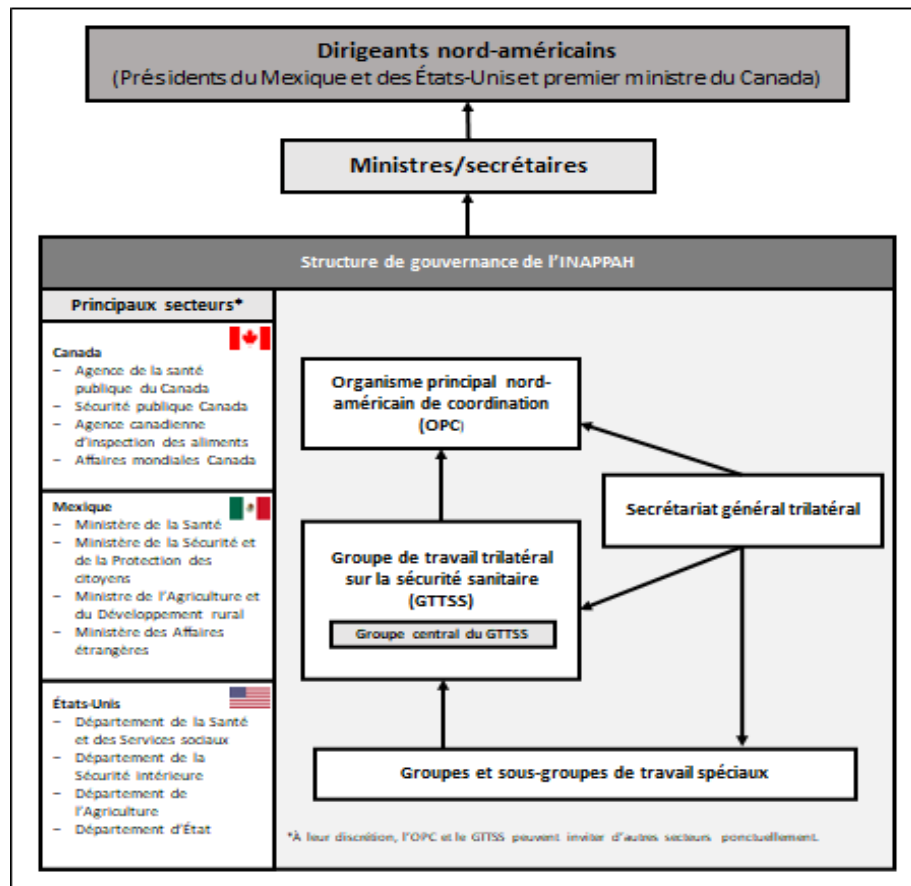 Dirigeants nord-américains
(Présidents du Mexique et des États-Unis et premier ministre du Canada)
Ministres/secrétaires
Structure de gouvernance de l'INAPPAH
Principaux secteurs*
Canada
– Agence de la santé
publique du Canada
– Sécurité publique Canada
– Agence canadienne
d'inspection des aliments
– Affaires mondiales Canada
Mexique
– Ministère de la Santé
– Ministère de la Sécurité et
de la Protection des
citoyens
– Ministre de l'Agriculture et
du Développement rural
– Ministère des Affaires
étrangères
États-Unis
– Département de la Santé
et des Services sociaux
– Département de la
Sécurité intérieure
– Département de
l'Agriculture
– Département d'État
Organisme principal nord-
américain de coordination
(OPC)
Secrétariat général trilatéral
Groupe de travail trilatéral
sur la sécurité sanitaire
(GTTSS)
Groupe central du GTTSS
Groupes et sous-groupes de travail spéciaux
*À leur discrétion, l'OPC et le GTTSS peuvent inviter d'autres secteurs ponctuellement.